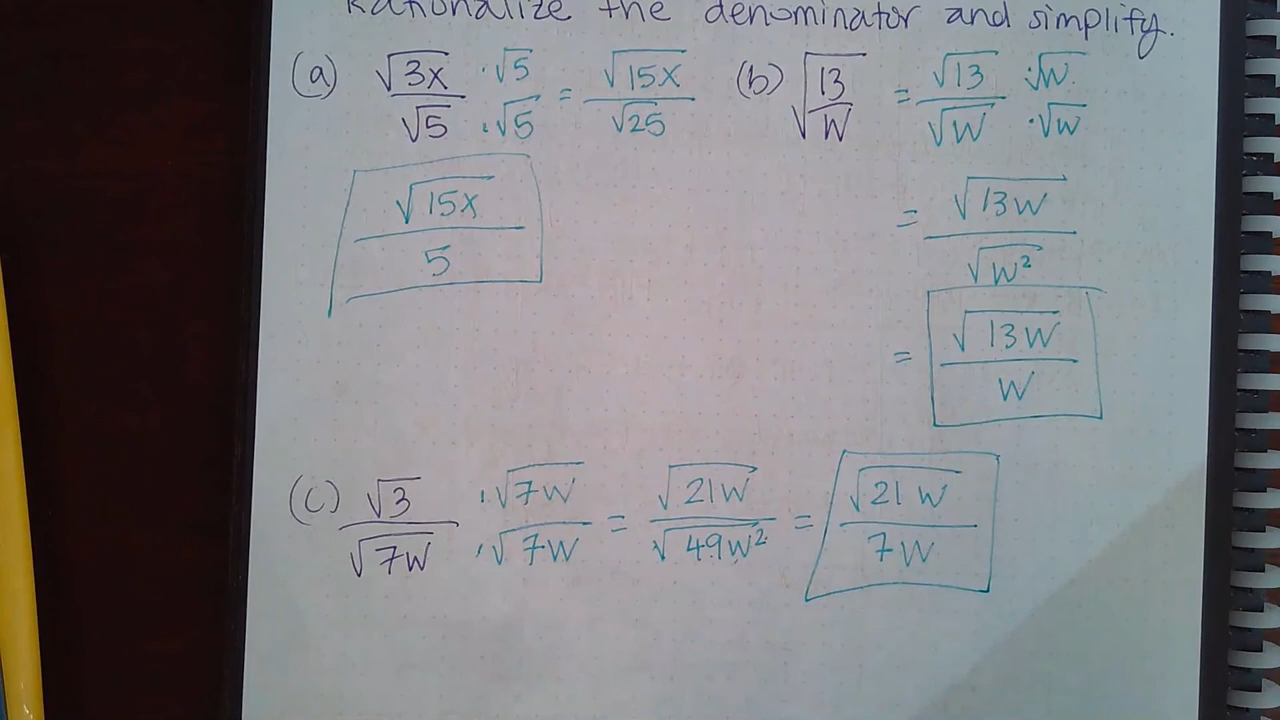 Rationalize the denominator and simplify.
(a) √3x/√5 ·√5/·√5 = √15x/√25
√15x/5
(b) √(13/W) = √13/√W ·√W/·√W
= √13W/√W²
= √13W/W
(c) √3/√7W ·√7W/·√7W = √21W/√49W² = √21W/7W